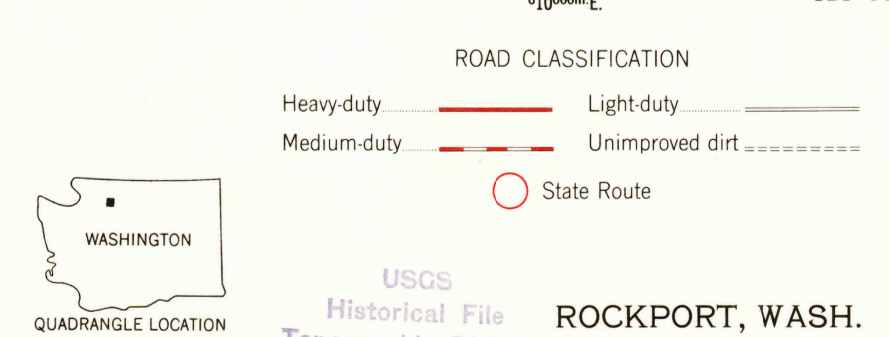 ROAD CLASSIFICATION
Heavy-duty Light-duty
Medium-duty Unimproved dirt
State Route
WASHINGTON
QUADRANGLE LOCATION
USGS
Historical File
ROCKPORT, WASH.